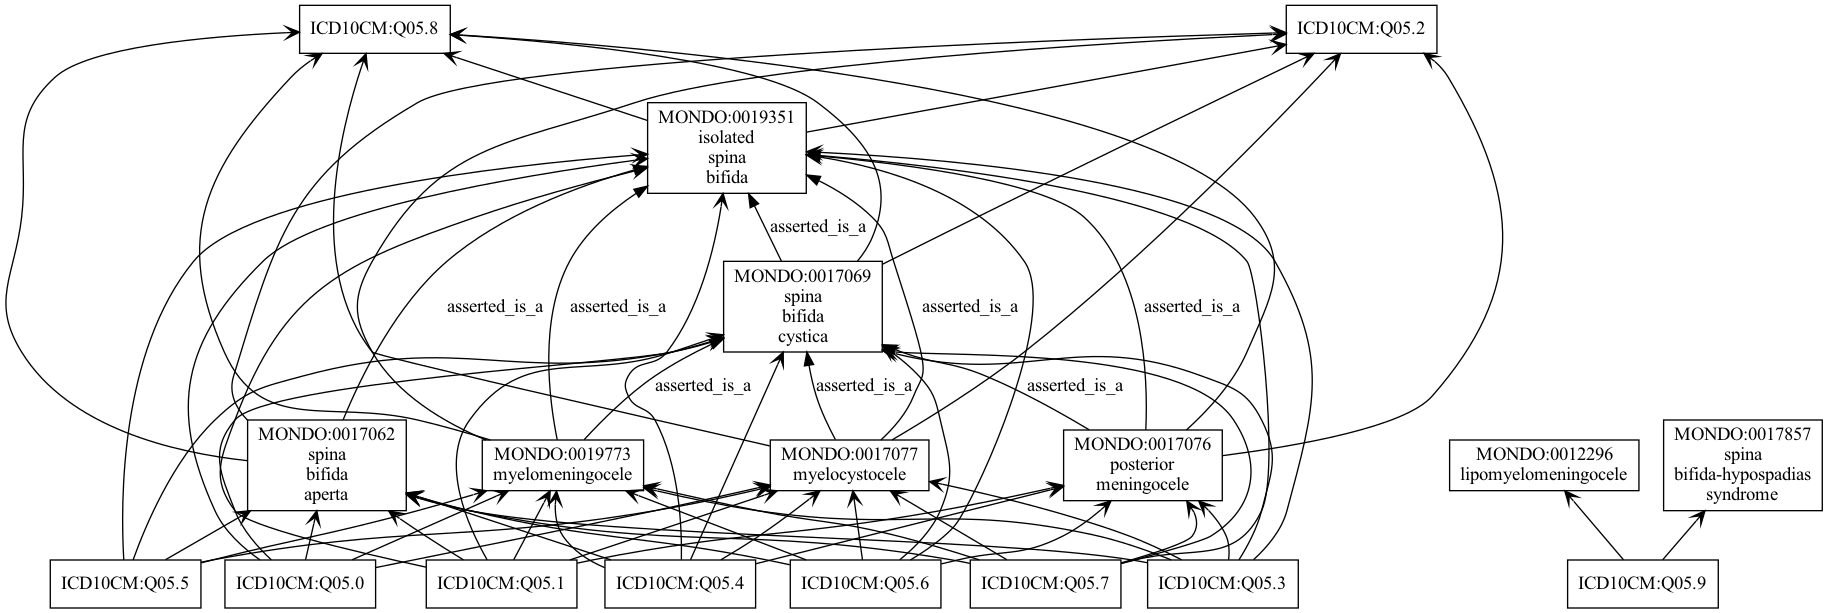 ICD10CM:Q05.8
ICD10CM:Q05.2
MONDO:0019351
isolated
spina
bifida
asserted_is_a
MONDO:0017069
spina
bifida
cystica
asserted_is_a
asserted_is_a
asserted_is_a
asserted_is_a
asserted_is_a
asserted_is_a
asserted_is_a
MONDO:0017062
spina
bifida
aperta
MONDO:0019773
myelomeningocele
MONDO:0017077
myelocystocele
MONDO:0017076
posterior
meningocele
MONDO:0012296
lipomyelomeningocele
MONDO:0017857
spina
bifida-hypospadias
syndrome
ICD10CM:Q05.5
ICD10CM:Q05.0
ICD10CM:Q05.1
ICD10CM:Q05.4
ICD10CM:Q05.6
ICD10CM:Q05.7
ICD10CM:Q05.3
ICD10CM:Q05.9